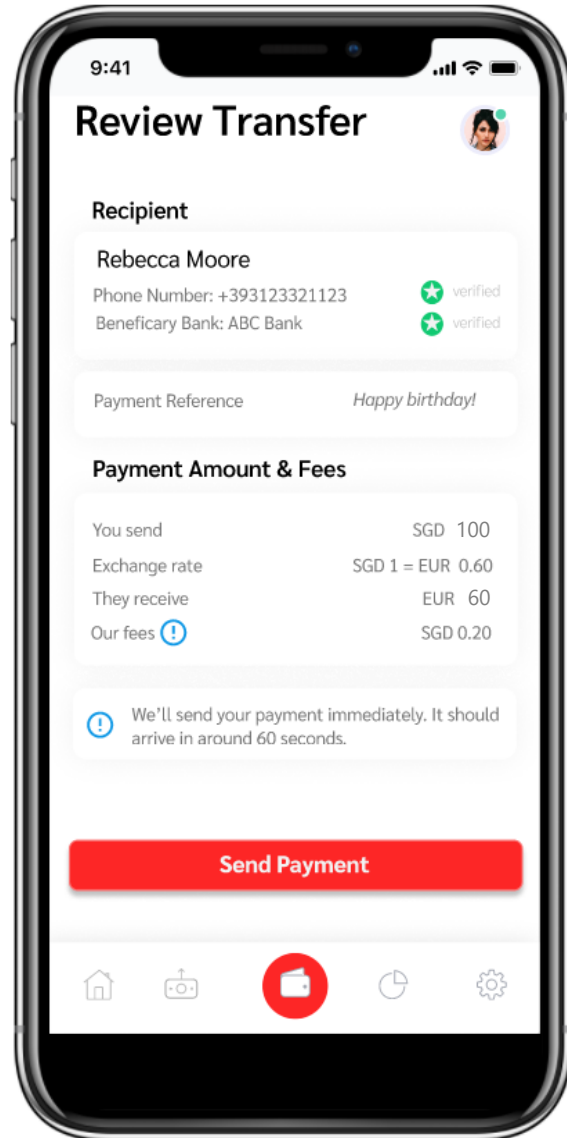 9:41
Review Transfer
Recipient
Rebecca Moore
Phone Number: +393123321123 verified
Beneficary Bank: ABC Bank verified
Payment Reference Happy birthday!
Payment Amount & Fees
You send SGD 100
Exchange rate SGD 1 = EUR 0.60
They receive EUR 60
Our fees SGD 0.20
We’ll send your payment immediately. It should
arrive in around 60 seconds.
Send Payment